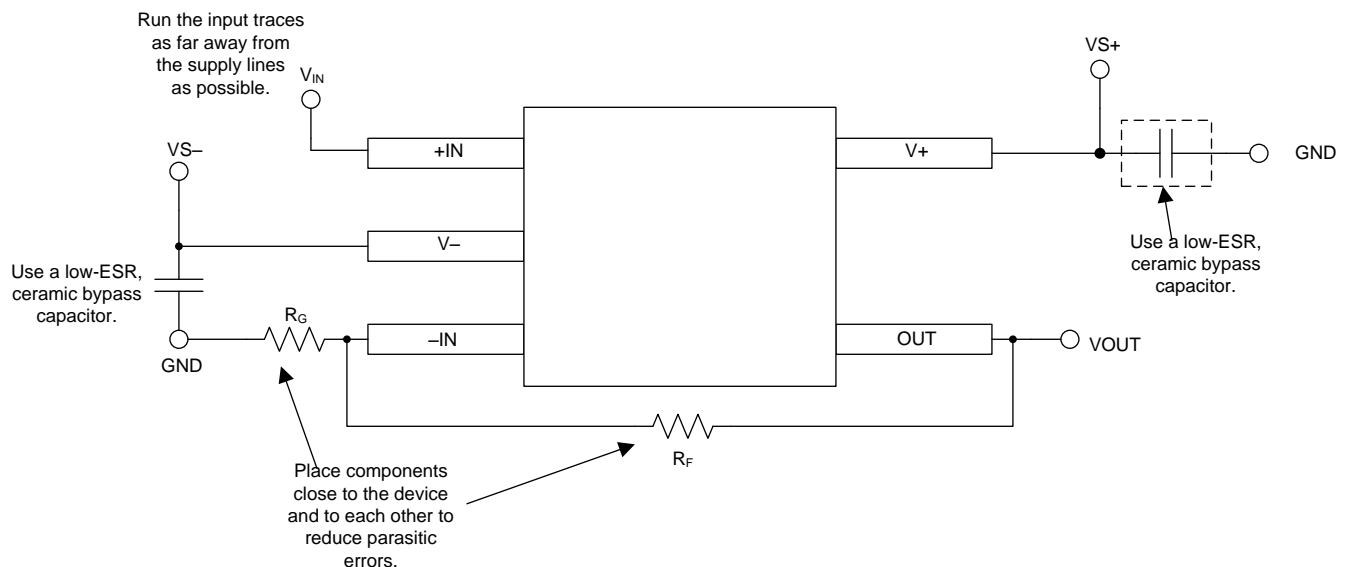 Run the input traces
as far away from
the supply lines
as possible.
VIN
VS+
VS–
+IN
V+
GND
V–
Use a low-ESR,
ceramic bypass
capacitor.
Use a low-ESR,
ceramic bypass
capacitor.
RG
–IN
OUT
VOUT
GND
RF
Place components
close to the device
and to each other to
reduce parasitic
errors.